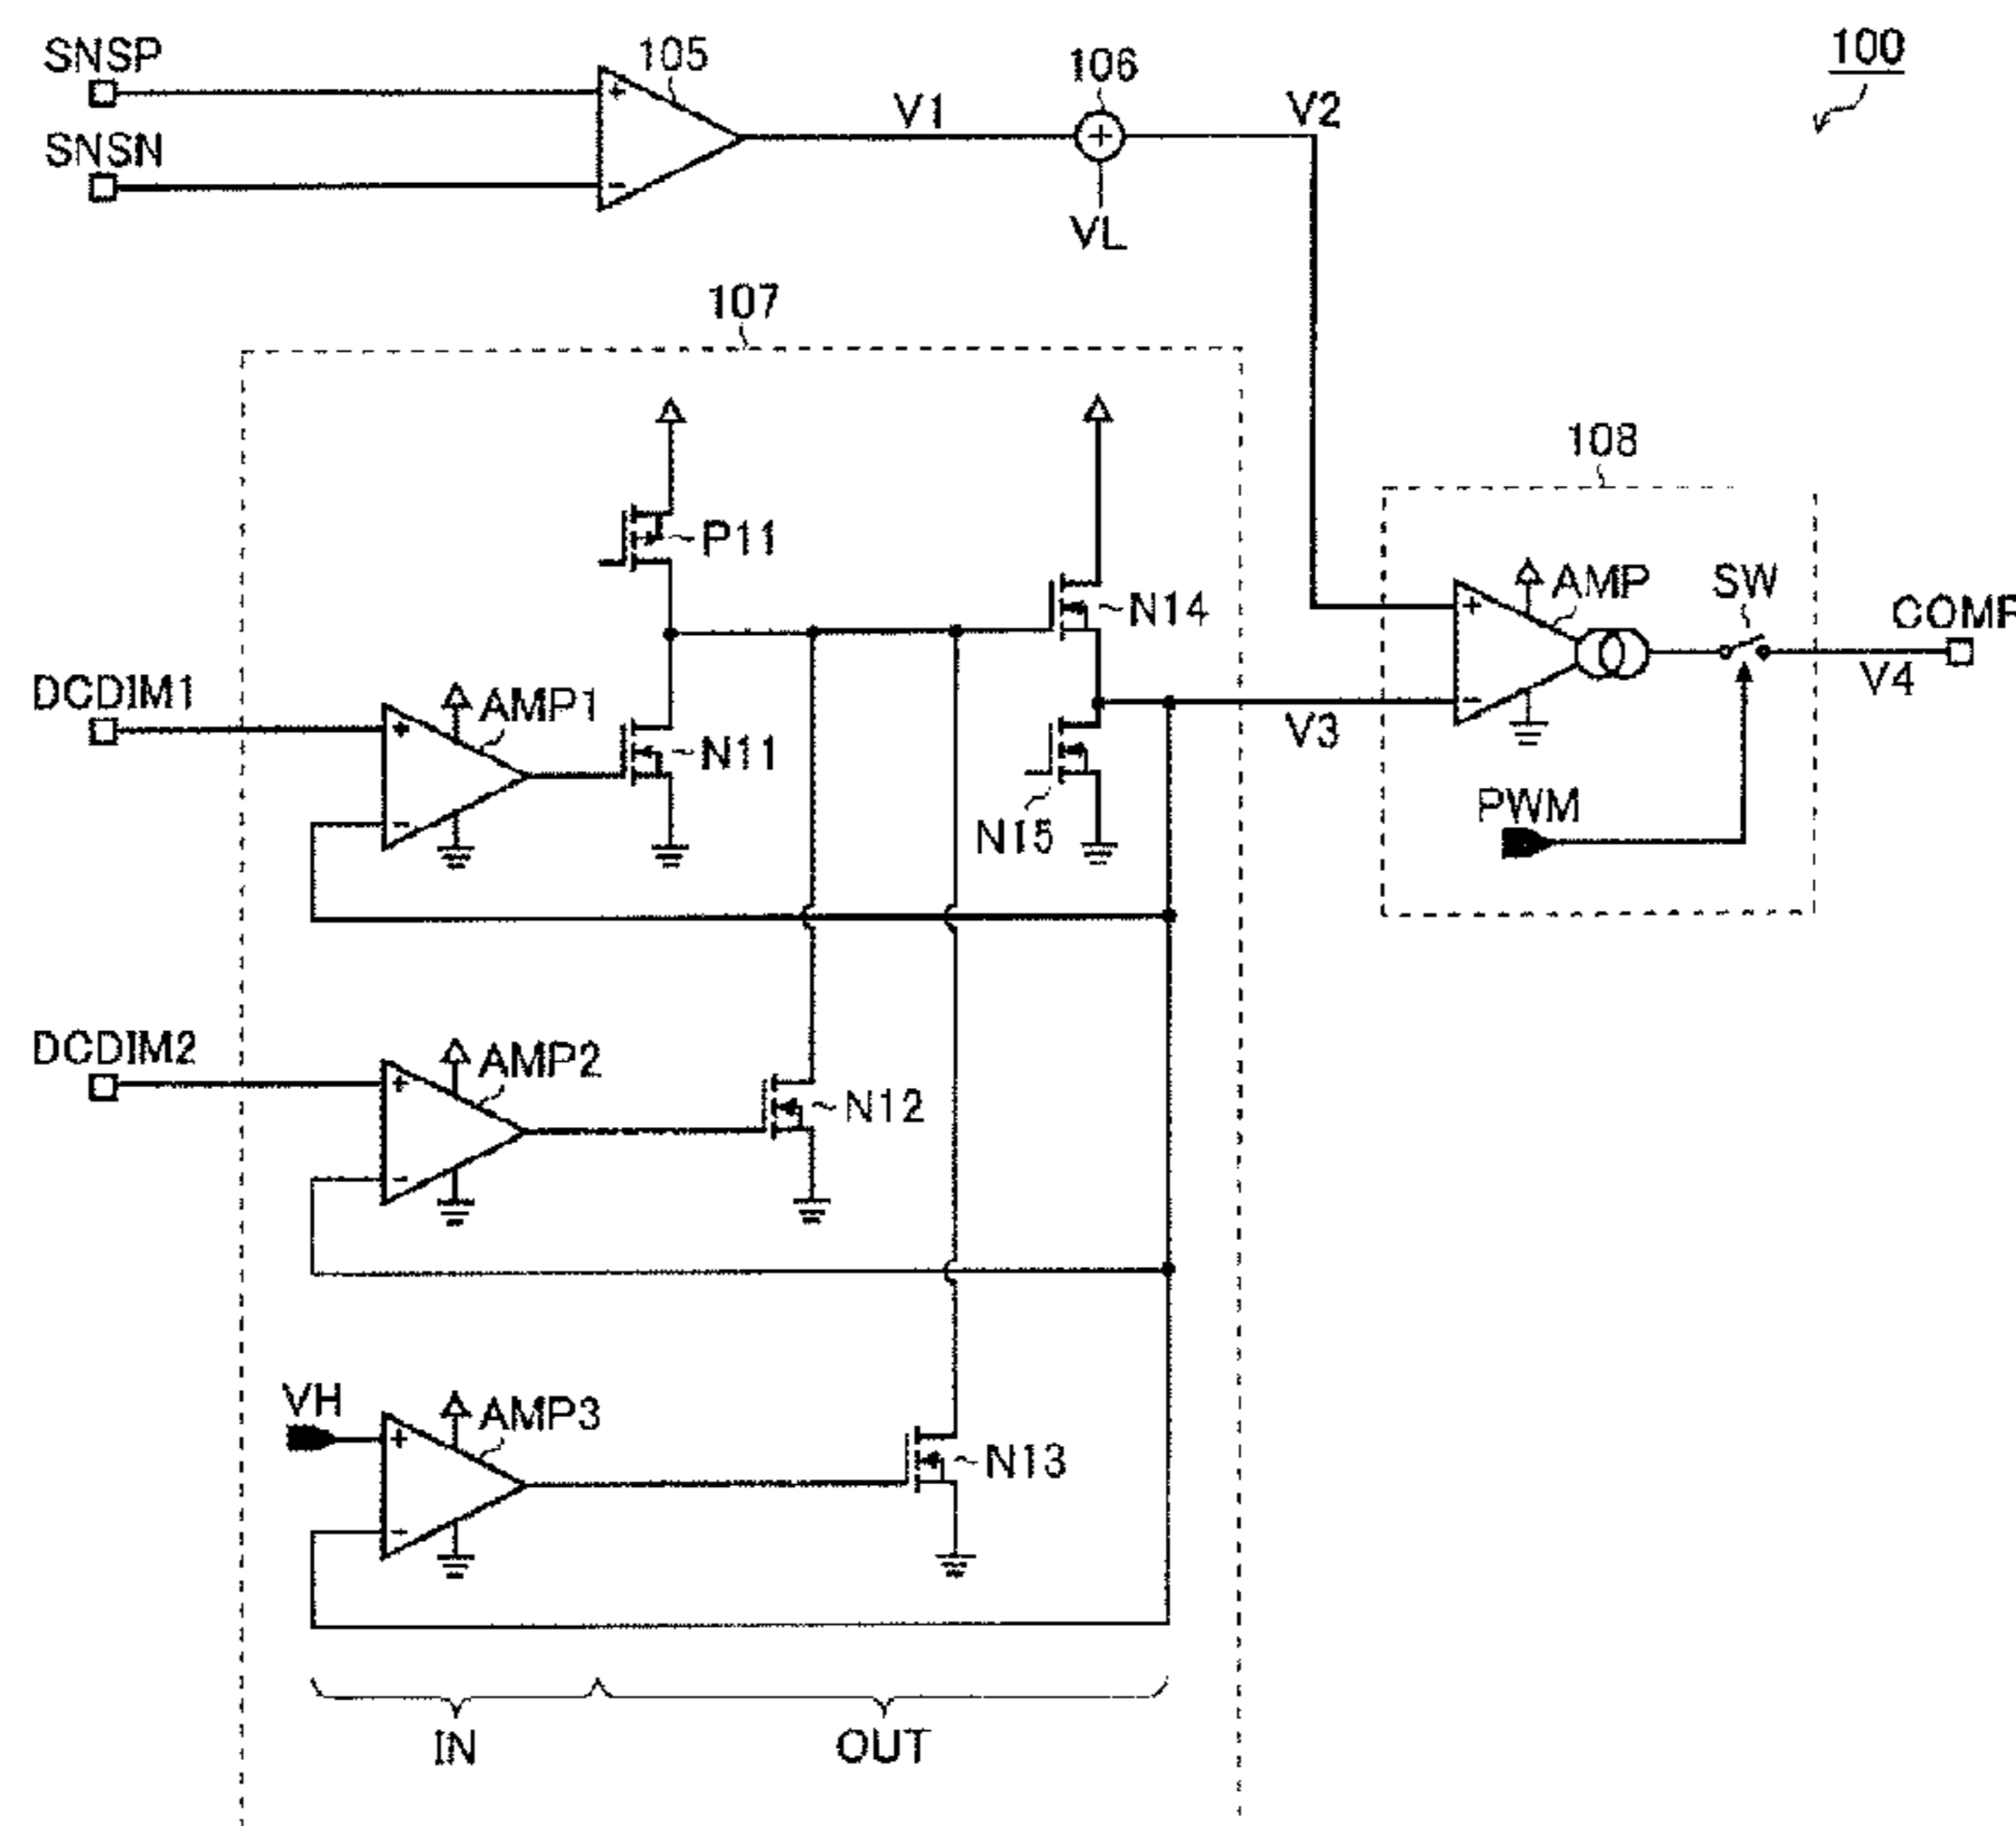 100
SNSP
105
106
SNSN
V1
V2
+
-
+
VL
107
108
P11
N14
AMP
SW
COMP
+
-
V4
DCDIM1
AMP1
N11
+
-
V3
N15
PWM
DCDIM2
AMP2
N12
+
-
VH
AMP3
N13
+
-
IN
OUT